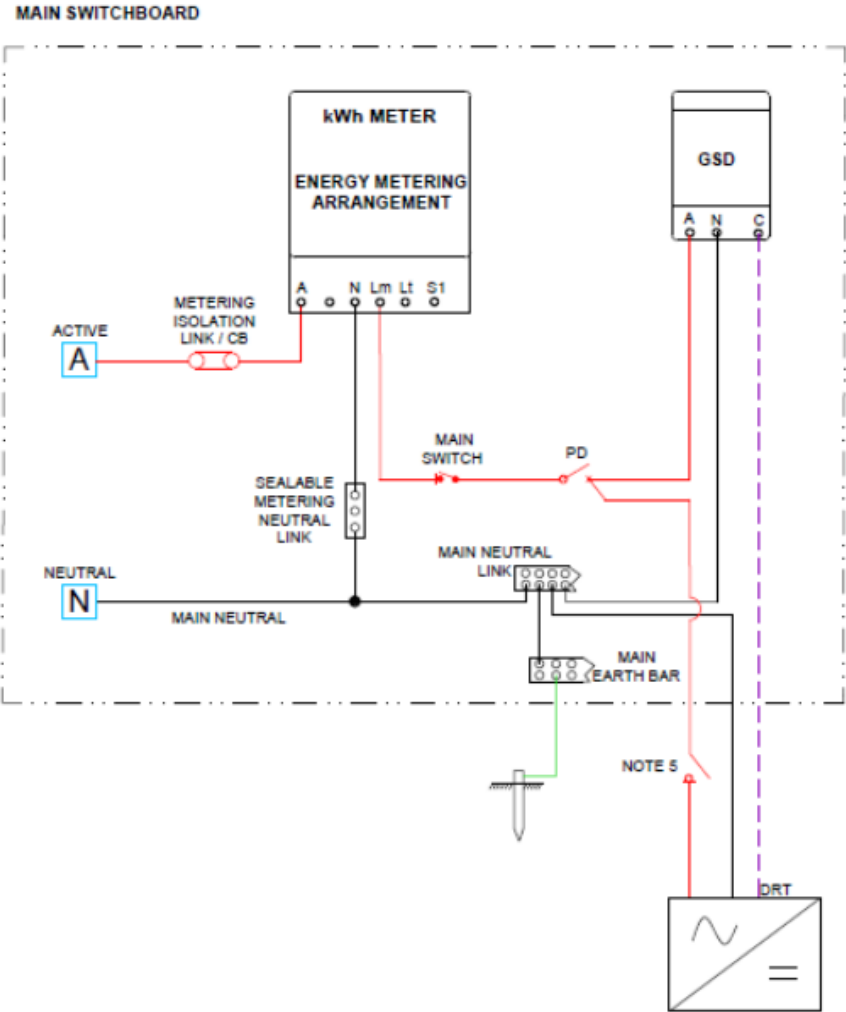 MAIN SWITCHBOARD
kWh METER
ENERGY METERING
ARRANGEMENT
A N Lm Lt S1
GSD
A N C
METERING
ISOLATION
LINK / CB
ACTIVE
A
MAIN
SWITCH
PD
SEALABLE
METERING
NEUTRAL
LINK
MAIN NEUTRAL
LINK
NEUTRAL
N
MAIN NEUTRAL
MAIN
EARTH BAR
NOTE 5
DRT